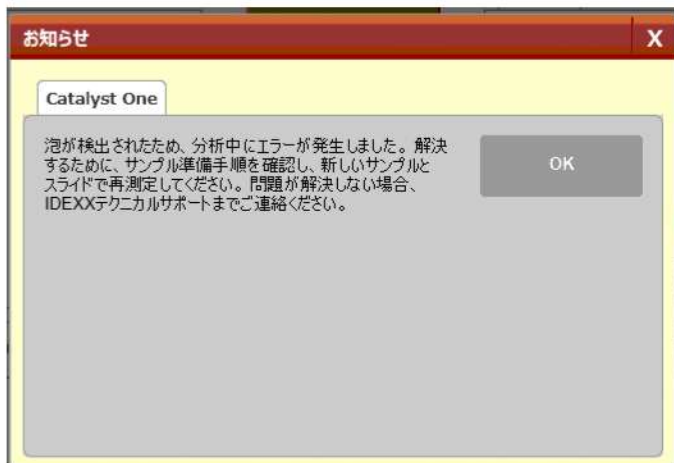 お知らせ
X
Catalyst One
泡が検出されたため、分析中にエラーが発生しました。解決
するために、サンプル準備手順を確認し、新しいサンプルと
スライドで再測定してください。問題が解決しない場合、
IDEXXテクニカルサポートまでご連絡ください。
OK